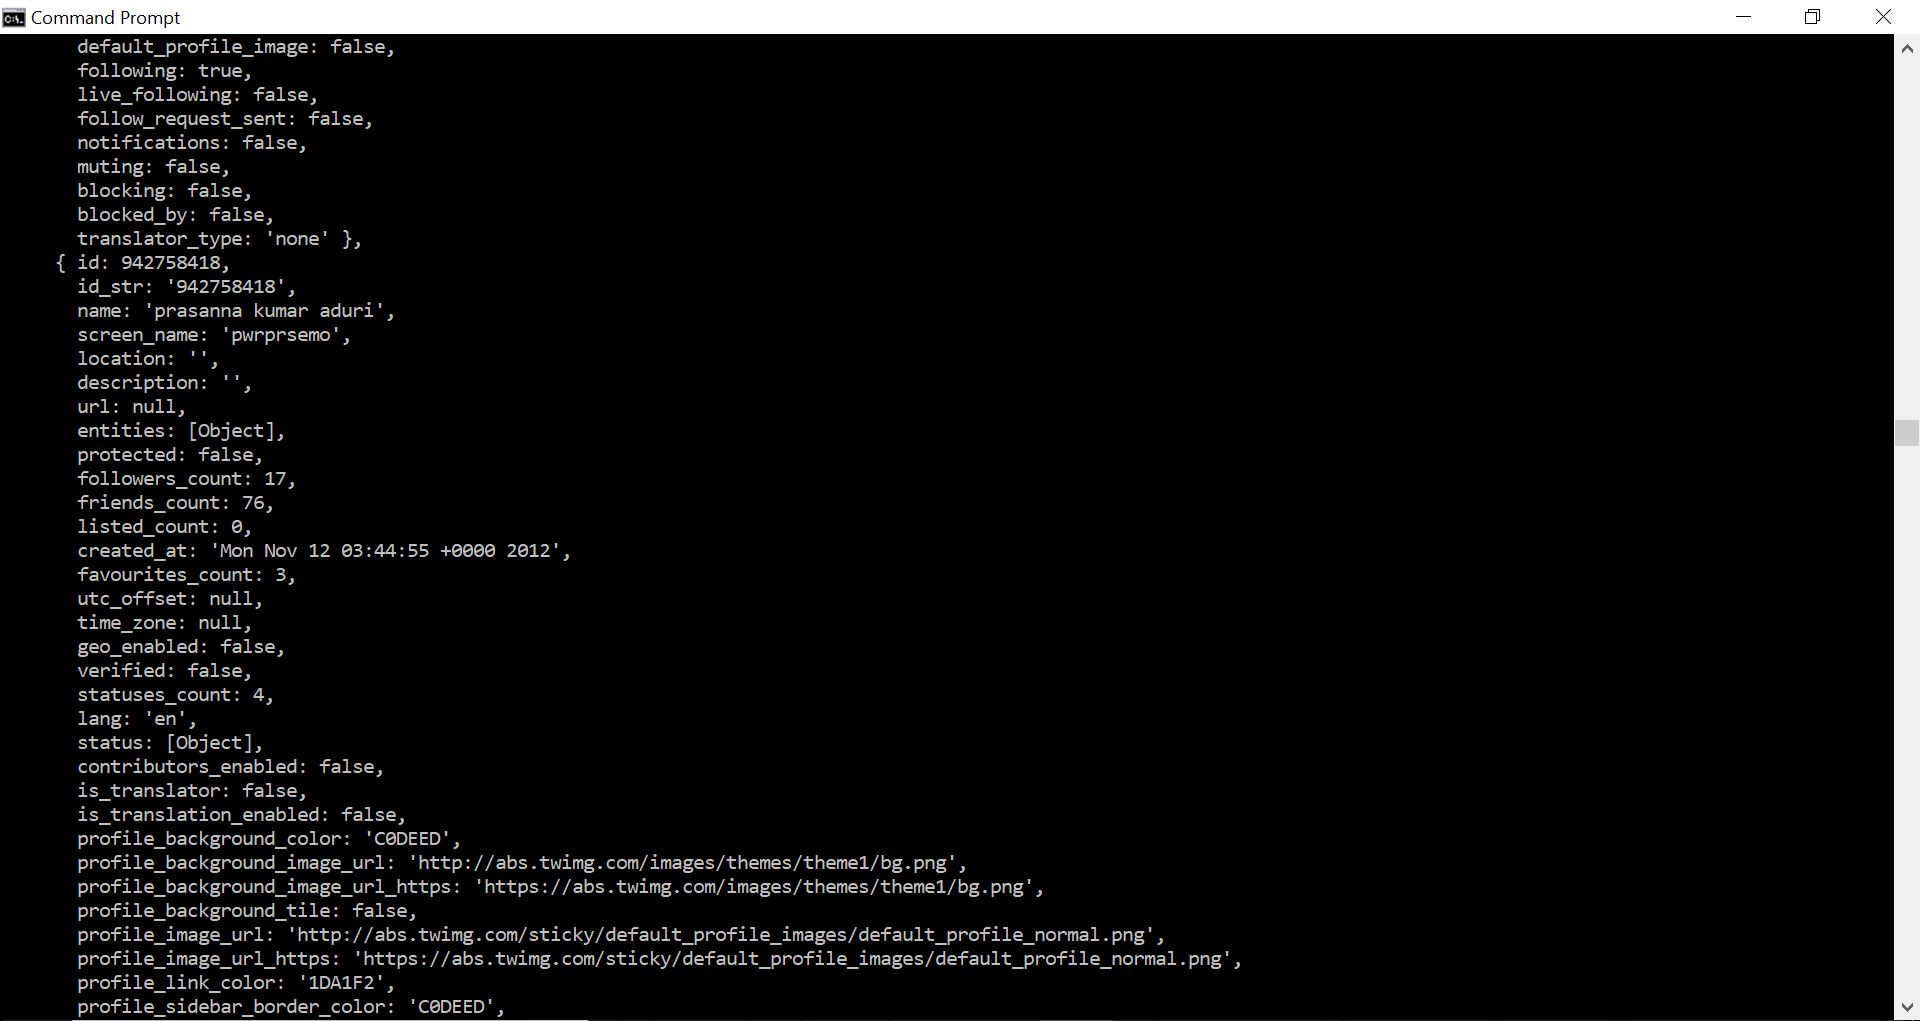 Command Prompt
default_profile_image: false,
following: true,
live_following: false,
follow_request_sent: false,
notifications: false,
muting: false,
blocking: false,
blocked_by: false,
translator_type: 'none' },
{ id: 942758418,
id_str: '942758418',
name: 'prasanna kumar aduri',
screen_name: 'pwrprsemo',
location: '',
description: '',
url: null,
entities: [Object],
protected: false,
followers_count: 17,
friends_count: 76,
listed_count: 0,
created_at: 'Mon Nov 12 03:44:55 +0000 2012',
favourites_count: 3,
utc_offset: null,
time_zone: null,
geo_enabled: false,
verified: false,
statuses_count: 4,
lang: 'en',
status: [Object],
contributors_enabled: false,
is_translator: false,
is_translation_enabled: false,
profile_background_color: 'C0DEED',
profile_background_image_url: 'http://abs.twimg.com/images/themes/theme1/bg.png',
profile_background_image_url_https: 'https://abs.twimg.com/images/themes/theme1/bg.png',
profile_background_tile: false,
profile_image_url: 'http://abs.twimg.com/sticky/default_profile_images/default_profile_normal.png',
profile_image_url_https: 'https://abs.twimg.com/sticky/default_profile_images/default_profile_normal.png',
profile_link_color: '1DA1F2',
profile_sidebar_border_color: 'C0DEED',